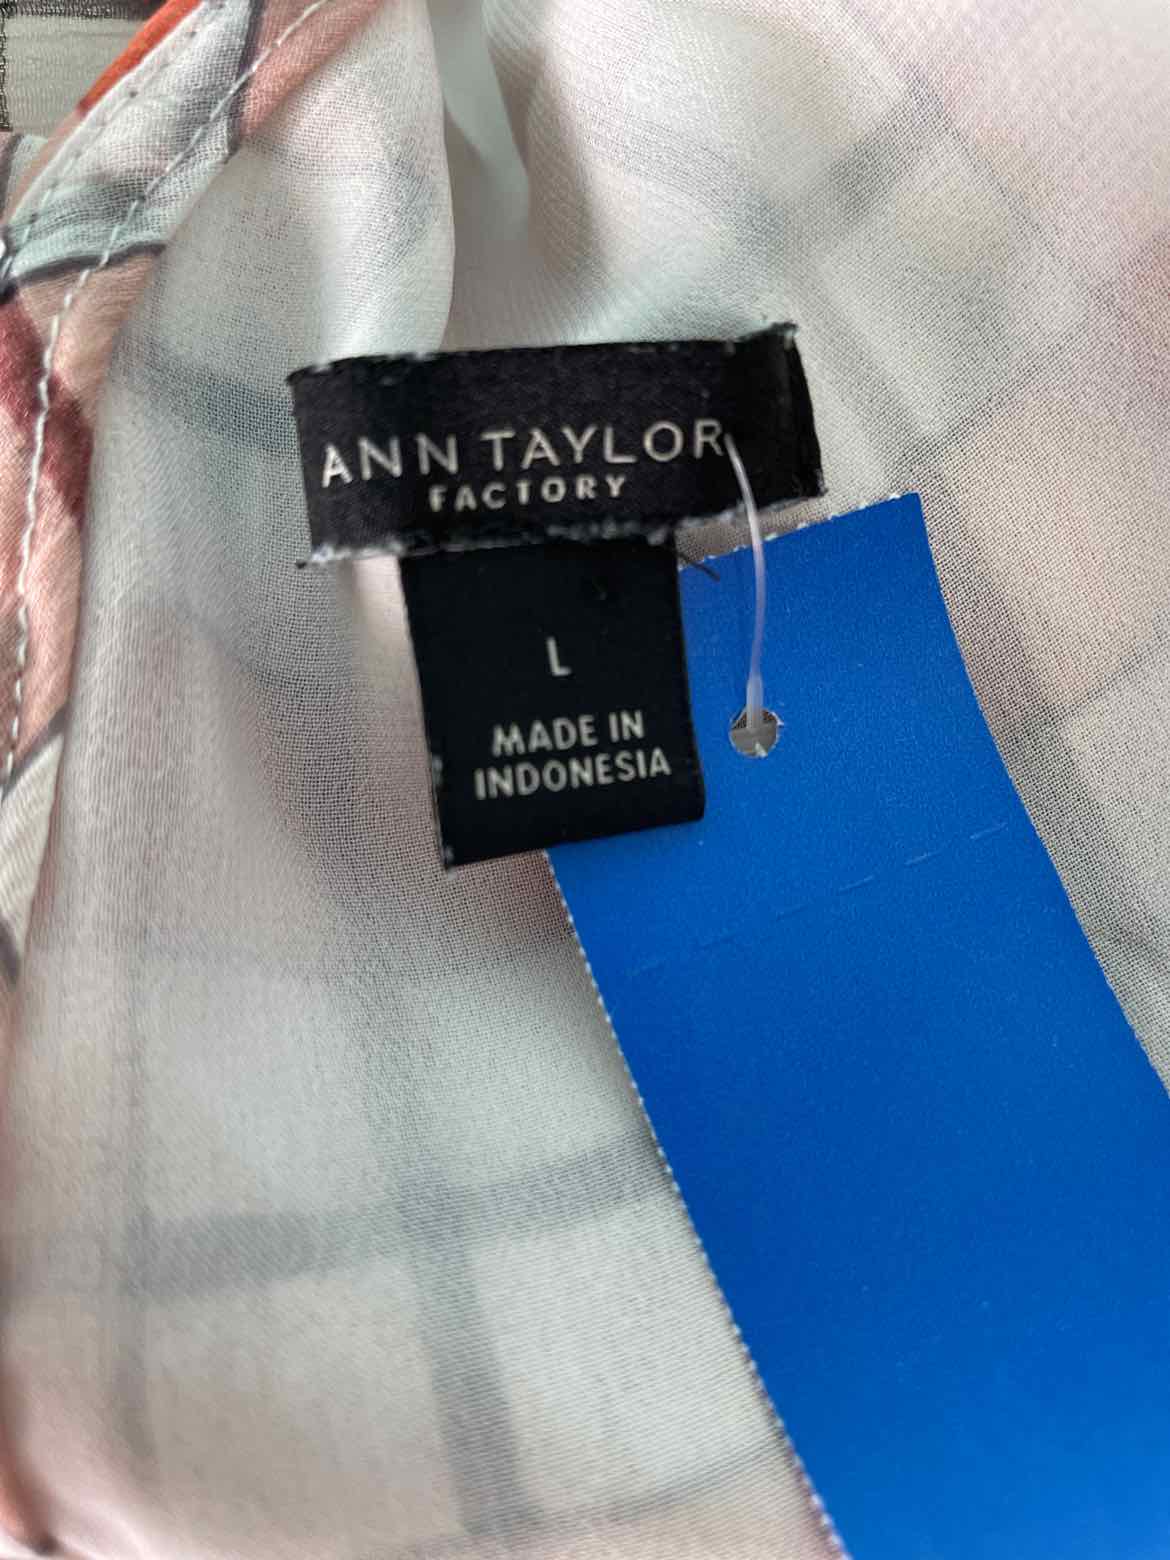 ANN TAYLOR
FACTORY
L
MADE IN
INDONESIA